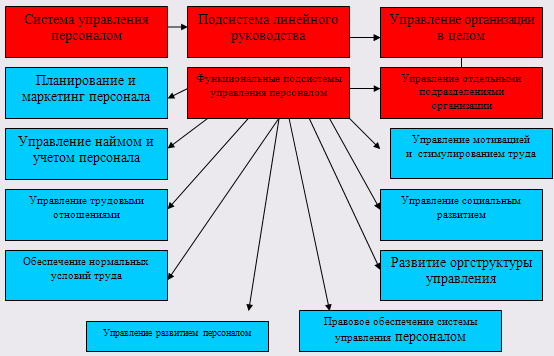 Система управления
персоналом
Подсистема линейного
руководства
Управление организации
в целом
Планирование и
маркетинг персонала
Функциональные подсистемы
управления персоналом
Управление отдельными
подразделениями
организации
Управление наймом и
учетом персонала
Управление мотивацией
и стимулированием труда
Управление трудовыми
отношениями
Управление социальным
развитием
Обеспечение нормальных
условий труда
Развитие оргструктуры
управления
Управление развитием персоналом
Правовое обеспечение системы
управления персоналом